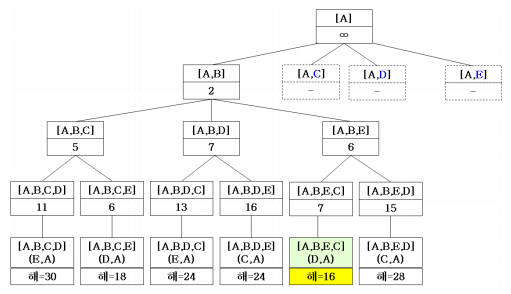 [A]
∞
[A,B]
2
[A,C]
–
[A,D]
–
[A,E]
–
[A,B,C]
5
[A,B,D]
7
[A,B,E]
6
[A,B,C,D]
11
[A,B,C,E]
6
[A,B,D,C]
13
[A,B,D,E]
16
[A,B,E,C]
7
[A,B,E,D]
15
[A,B,C,D]
(E,A)
해=30
[A,B,C,E]
(D,A)
해=18
[A,B,D,C]
(E,A)
해=24
[A,B,D,E]
(C,A)
해=24
[A,B,E,C]
(D,A)
해=16
[A,B,E,D]
(C,A)
해=28